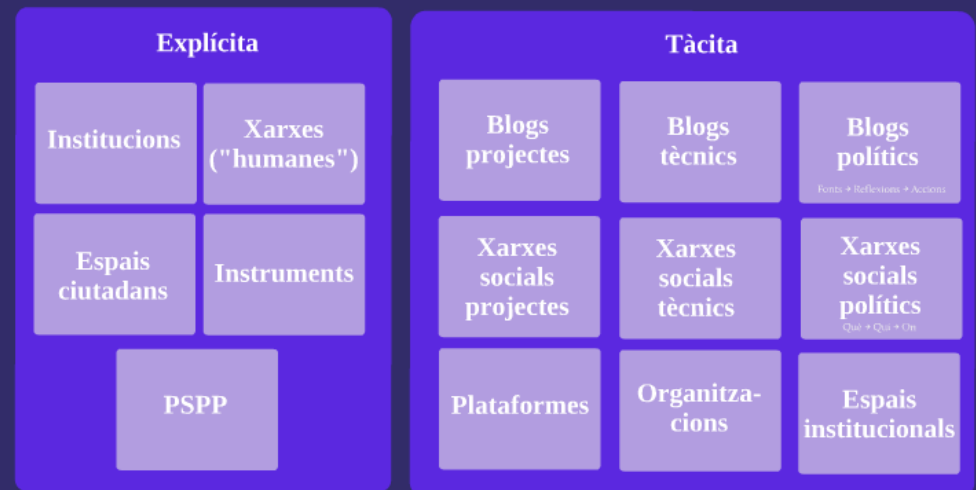 Explícita
Institucions
Xarxes
("humanes")
Espais
ciutadans
Instruments
PSPP
Tàcita
Blogs
projectes
Blogs
tècnics
Blogs
polítics
Fonts + Reflexions + Accions
Xarxes
socials
projectes
Xarxes
socials
tècnics
Xarxes
socials
polítics
Què + Qui + On
Plataformes
Organitza-
cions
Espais
institucionals